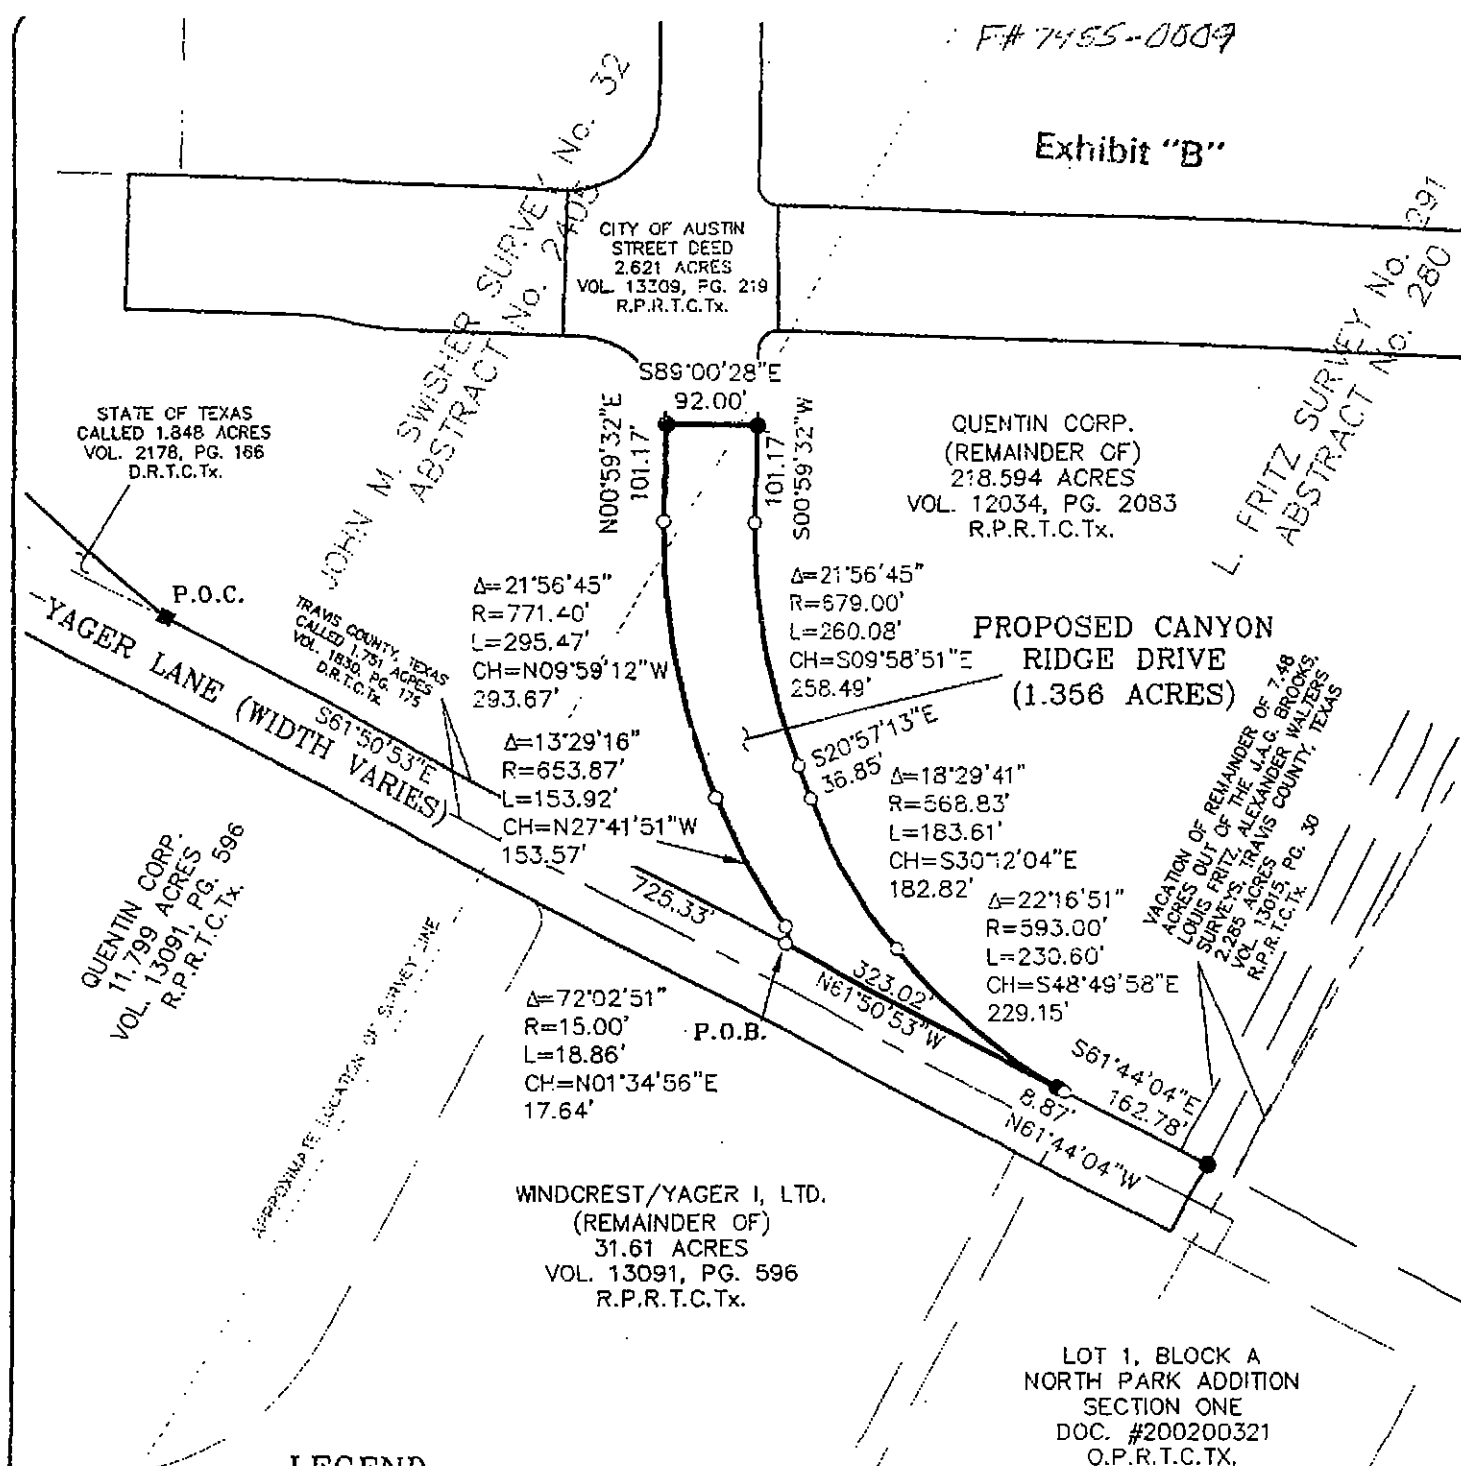 F# 7455-0009
Exhibit "B"
JOHN M. SWISHER SURVEY No. 32
ABSTRACT No. 2405
CITY OF AUSTIN
STREET DEED
2.621 ACRES
VOL. 13309, PG. 219
R.P.R.T.C.Tx.
L. FRITZ SURVEY No. 291
ABSTRACT No. 280
S89°00'28"E
92.00'
STATE OF TEXAS
CALLED 1.848 ACRES
VOL. 2178, PG. 166
D.R.T.C.Tx.
N00°59'32"E
101.17'
101.17'
S00°59'32"W
QUENTIN CORP.
(REMAINDER OF)
218.594 ACRES
VOL. 12034, PG. 2083
R.P.R.T.C.Tx.
P.O.C.
YAGER LANE (WIDTH VARIES)
TRAVIS COUNTY, TEXAS
CALLED 1.751 ACRES
VOL. 1830, PG. 175
D.R.T.C.Tx.
S61°50'53"E
Δ=21°56'45"
R=771.40'
L=295.47'
CH=N09°59'12"W
293.67'
Δ=21°56'45"
R=679.00'
L=260.08'
CH=S09°58'51"E
258.49'
PROPOSED CANYON
RIDGE DRIVE
(1.356 ACRES)
Δ=13°29'16"
R=653.87'
L=153.92'
CH=N27°41'51"W
153.57'
S20°57'13"E
36.85'
Δ=18°29'41"
R=568.83'
L=183.61'
CH=S30°12'04"E
182.82'
VACATION OF REMAINDER OF 7.48
ACRES OUT OF THE J.A.G. BROOKS,
LOUIS FRITZ, ALEXANDER WALTERS
SURVEYS, TRAVIS COUNTY, TEXAS
2.285 ACRES
VOL. 13015, PG. 30
R.P.R.T.C.Tx.
QUENTIN CORP.
11.799 ACRES
VOL. 13091, PG. 596
R.P.R.T.C.Tx.
725.33'
Δ=22°16'51"
R=593.00'
L=230.60'
CH=S48°49'58"E
229.15'
323.02'
N61°50'53"W
APPROXIMATE LOCATION OF SURVEY LINE
Δ=72°02'51"
R=15.00'
L=18.86'
CH=N01°34'56"E
17.64'
P.O.B.
S61°44'04"E
162.78'
8.87'
N61°44'04"W
WINDCREST/YAGER I, LTD.
(REMAINDER OF)
31.61 ACRES
VOL. 13091, PG. 596
R.P.R.T.C.Tx.
LOT 1, BLOCK A
NORTH PARK ADDITION
SECTION ONE
DOC. #200200321
O.P.R.T.C.TX.
LEGEND